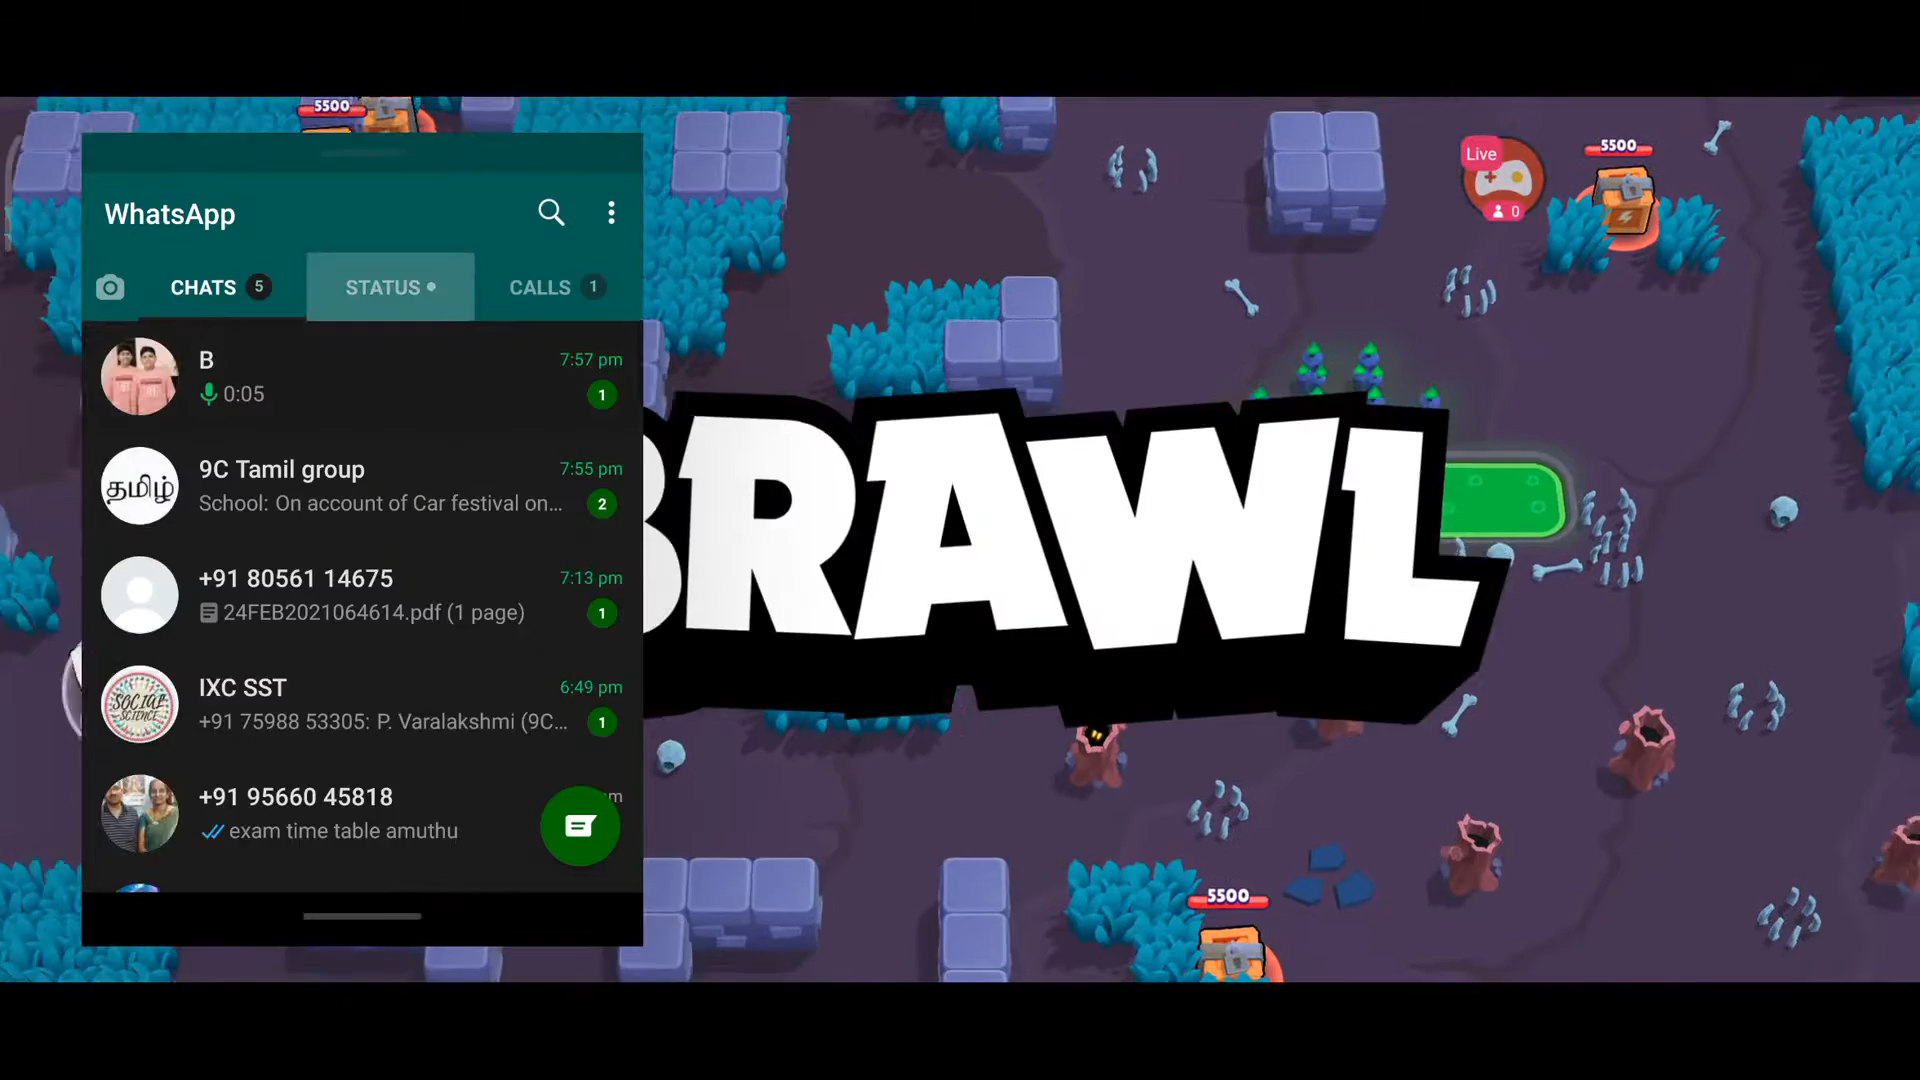 5500
WhatsApp
CHATS 5
STATUS
CALLS 1
B
7:57 pm
0:05
1
தமிழ்
9C Tamil group
7:55 pm
School: On account of Car festival on...
2
+91 80561 14675
7:13 pm
24FEB2021064614.pdf (1 page)
1
SOCIAL
SCIENCE
IXC SST
6:49 pm
+91 75988 53305: P. Varalakshmi (9C...
1
+91 95660 45818
exam time table amuthu
Live
0
5500
BRAWL
5500